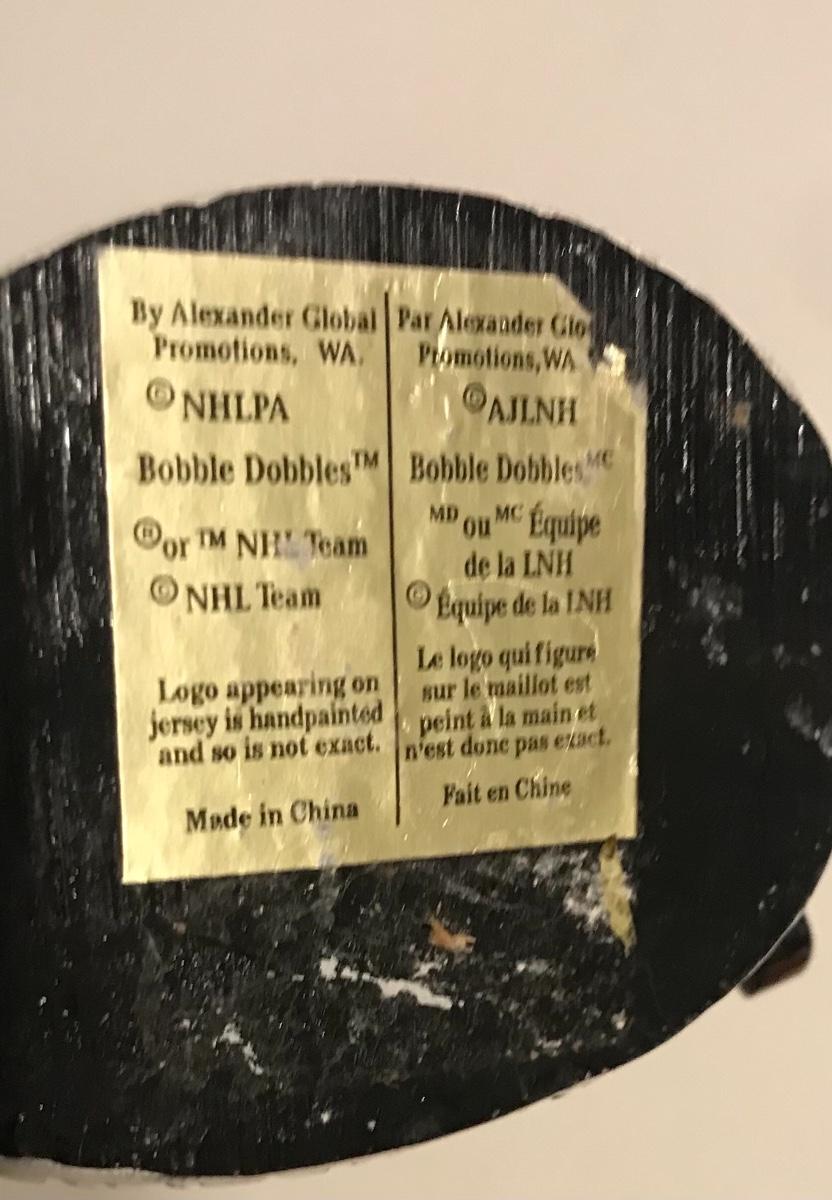 By Alexander Global
Promotions, WA.
© NHLPA
Bobble Dobbles™
® or ™ NHL Team
© NHL Team
Logo appearing on
jersey is handpainted
and so is not exact.
Made in China
Par Alexander Glo
Promotions, WA
© AJLNH
Bobble Dobbles MC
MD ou MC Équipe
de la LNH
© Équipe de la LNH
Le logo qui figure
sur le maillot est
peint à la main et
n'est donc pas exact.
Fait en Chine